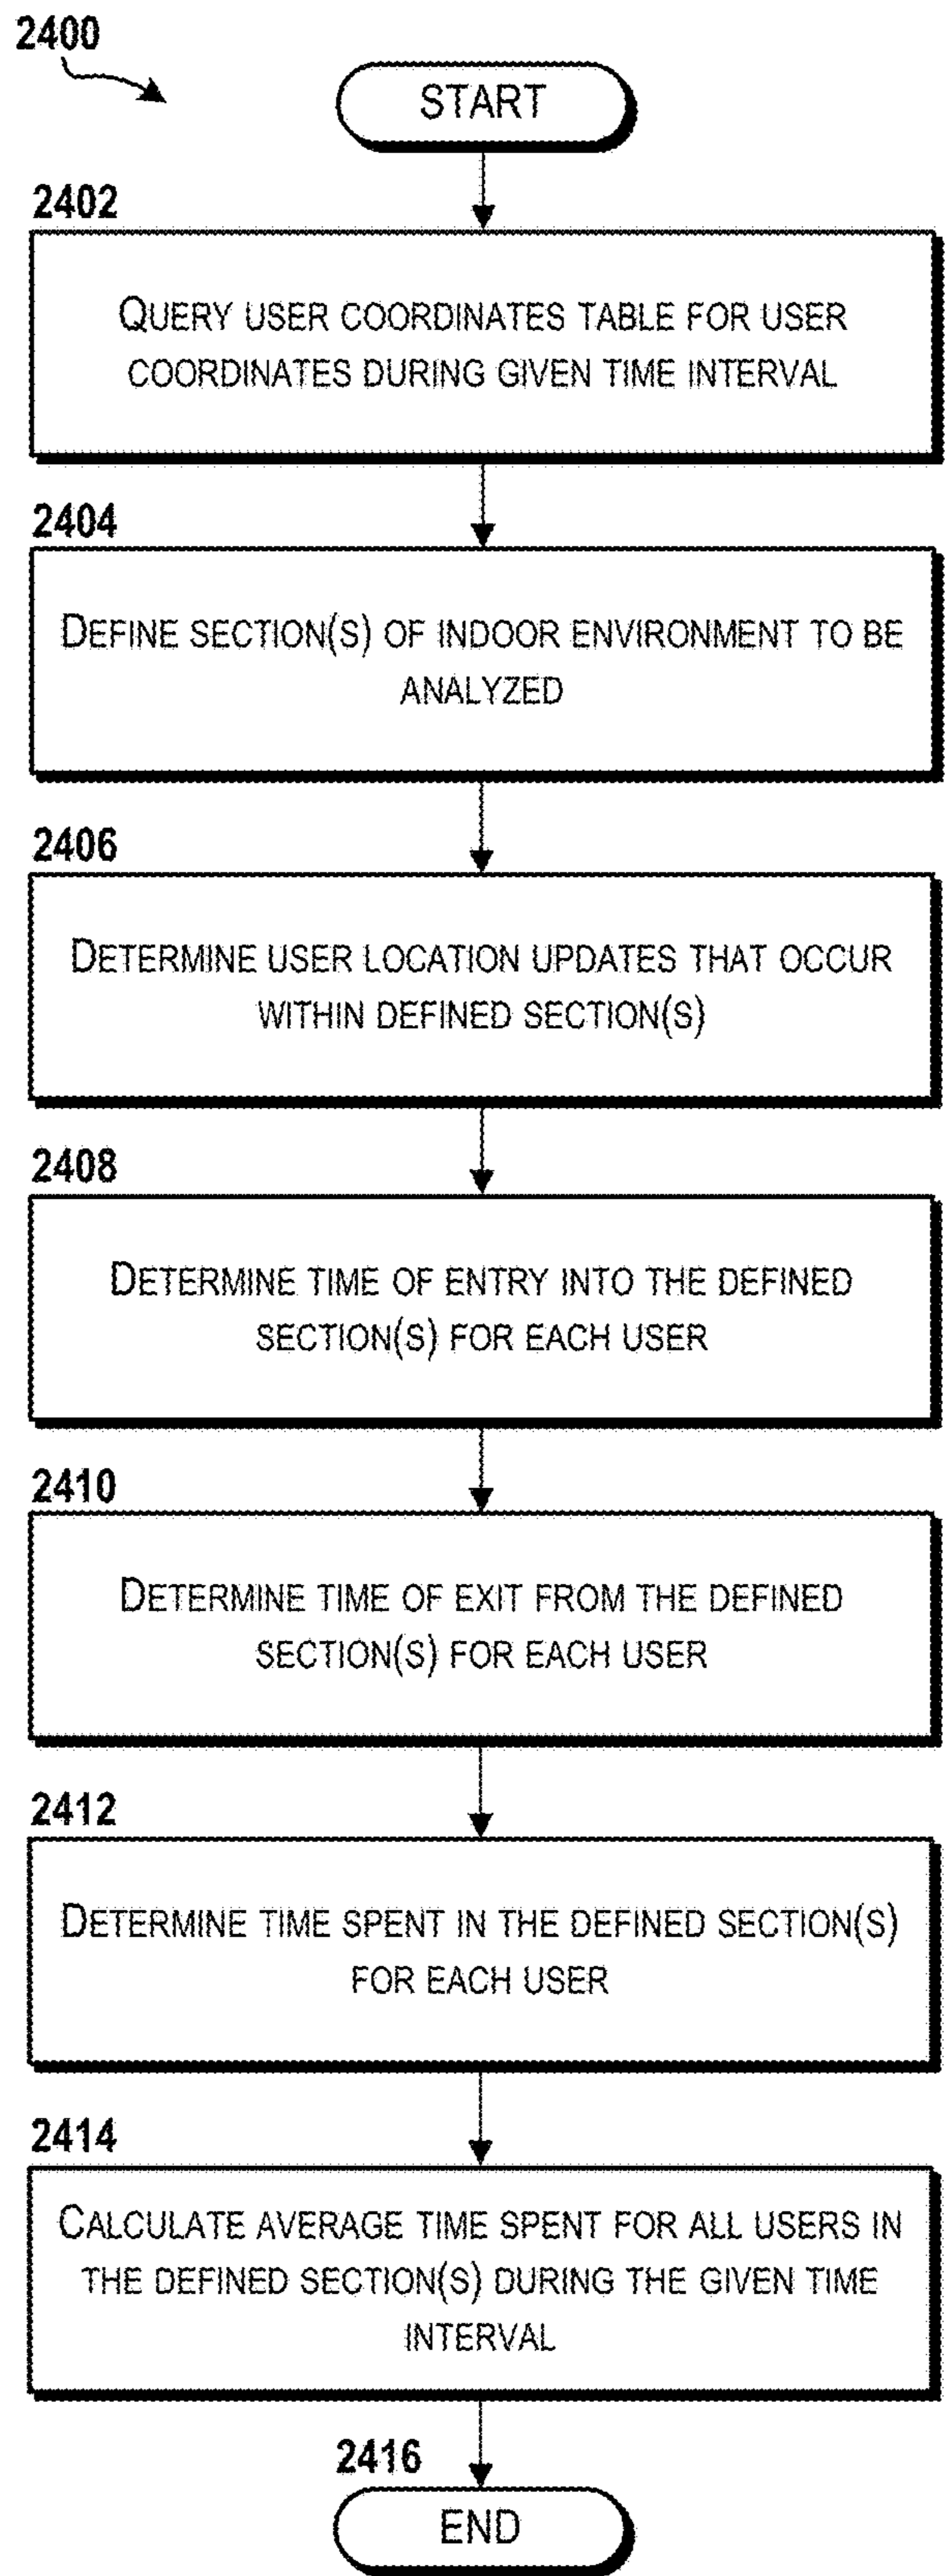 2400
START
2402
QUERY USER COORDINATES TABLE FOR USER
COORDINATES DURING GIVEN TIME INTERVAL
2404
DEFINE SECTION(S) OF INDOOR ENVIRONMENT TO BE
ANALYZED
2406
DETERMINE USER LOCATION UPDATES THAT OCCUR
WITHIN DEFINED SECTION(S)
2408
DETERMINE TIME OF ENTRY INTO THE DEFINED
SECTION(S) FOR EACH USER
2410
DETERMINE TIME OF EXIT FROM THE DEFINED
SECTION(S) FOR EACH USER
2412
DETERMINE TIME SPENT IN THE DEFINED SECTION(S)
FOR EACH USER
2414
CALCULATE AVERAGE TIME SPENT FOR ALL USERS IN
THE DEFINED SECTION(S) DURING THE GIVEN TIME
INTERVAL
2416
END